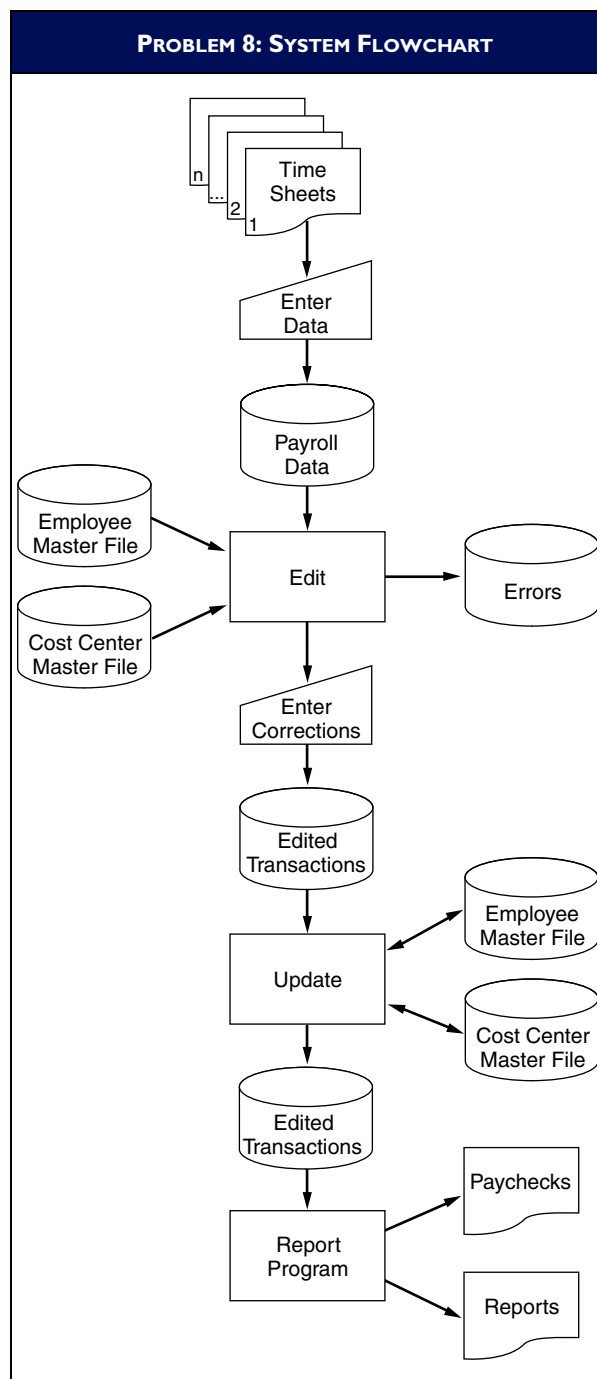 PROBLEM 8: SYSTEM FLOWCHART
n
...
2
1
Time
Sheets
Enter
Data
Payroll
Data
Employee
Master File
Edit
Errors
Cost Center
Master File
Enter
Corrections
Edited
Transactions
Employee
Master File
Update
Cost Center
Master File
Edited
Transactions
Paychecks
Report
Program
Reports